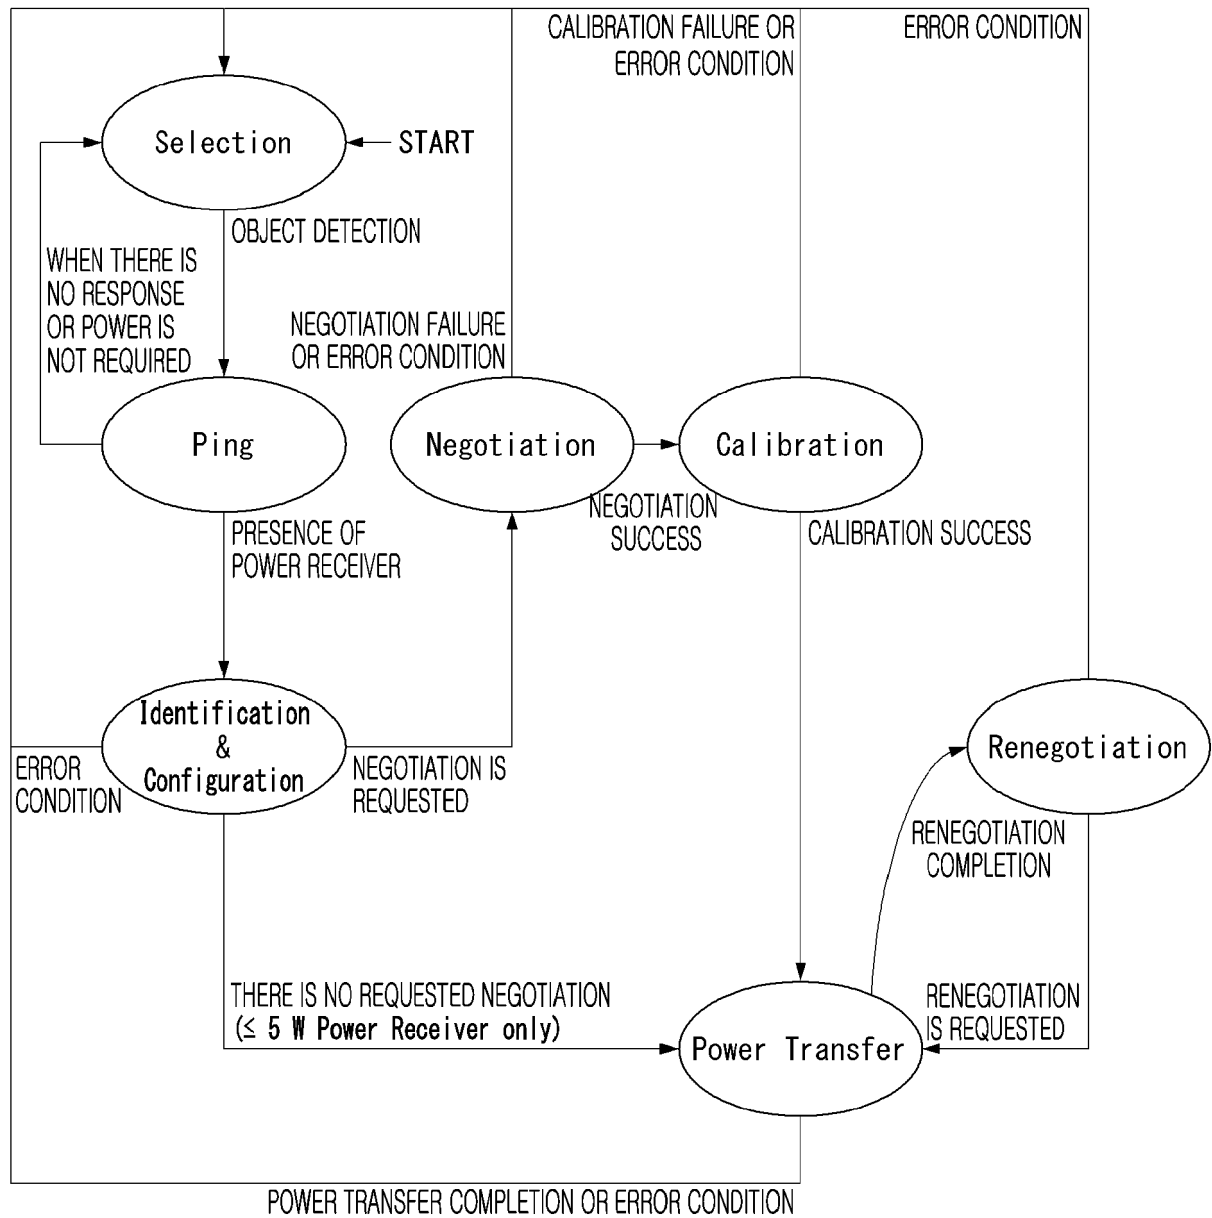 CALIBRATION FAILURE OR
ERROR CONDITION
ERROR CONDITION
Selection
START
OBJECT DETECTION
WHEN THERE IS
NO RESPONSE
OR POWER IS
NOT REQUIRED
NEGOTIATION FAILURE
OR ERROR CONDITION
Ping
Negotiation
Calibration
NEGOTIATION
SUCCESS
CALIBRATION SUCCESS
PRESENCE OF
POWER RECEIVER
Identification
&
Configuration
ERROR
CONDITION
NEGOTIATION IS
REQUESTED
Renegotiation
RENEGOTIATION
COMPLETION
THERE IS NO REQUESTED NEGOTIATION
(≤ 5 W Power Receiver only)
RENEGOTIATION
IS REQUESTED
Power Transfer
POWER TRANSFER COMPLETION OR ERROR CONDITION